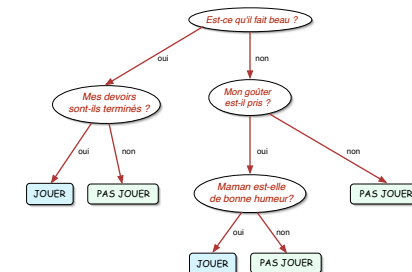 Est-ce qu'il fait beau ?
oui
non
Mes devoirs
sont-ils terminés ?
Mon goûter
est-il pris ?
oui
non
oui
non
JOUER
PAS JOUER
Maman est-elle
de bonne humeur?
PAS JOUER
oui
non
JOUER
PAS JOUER